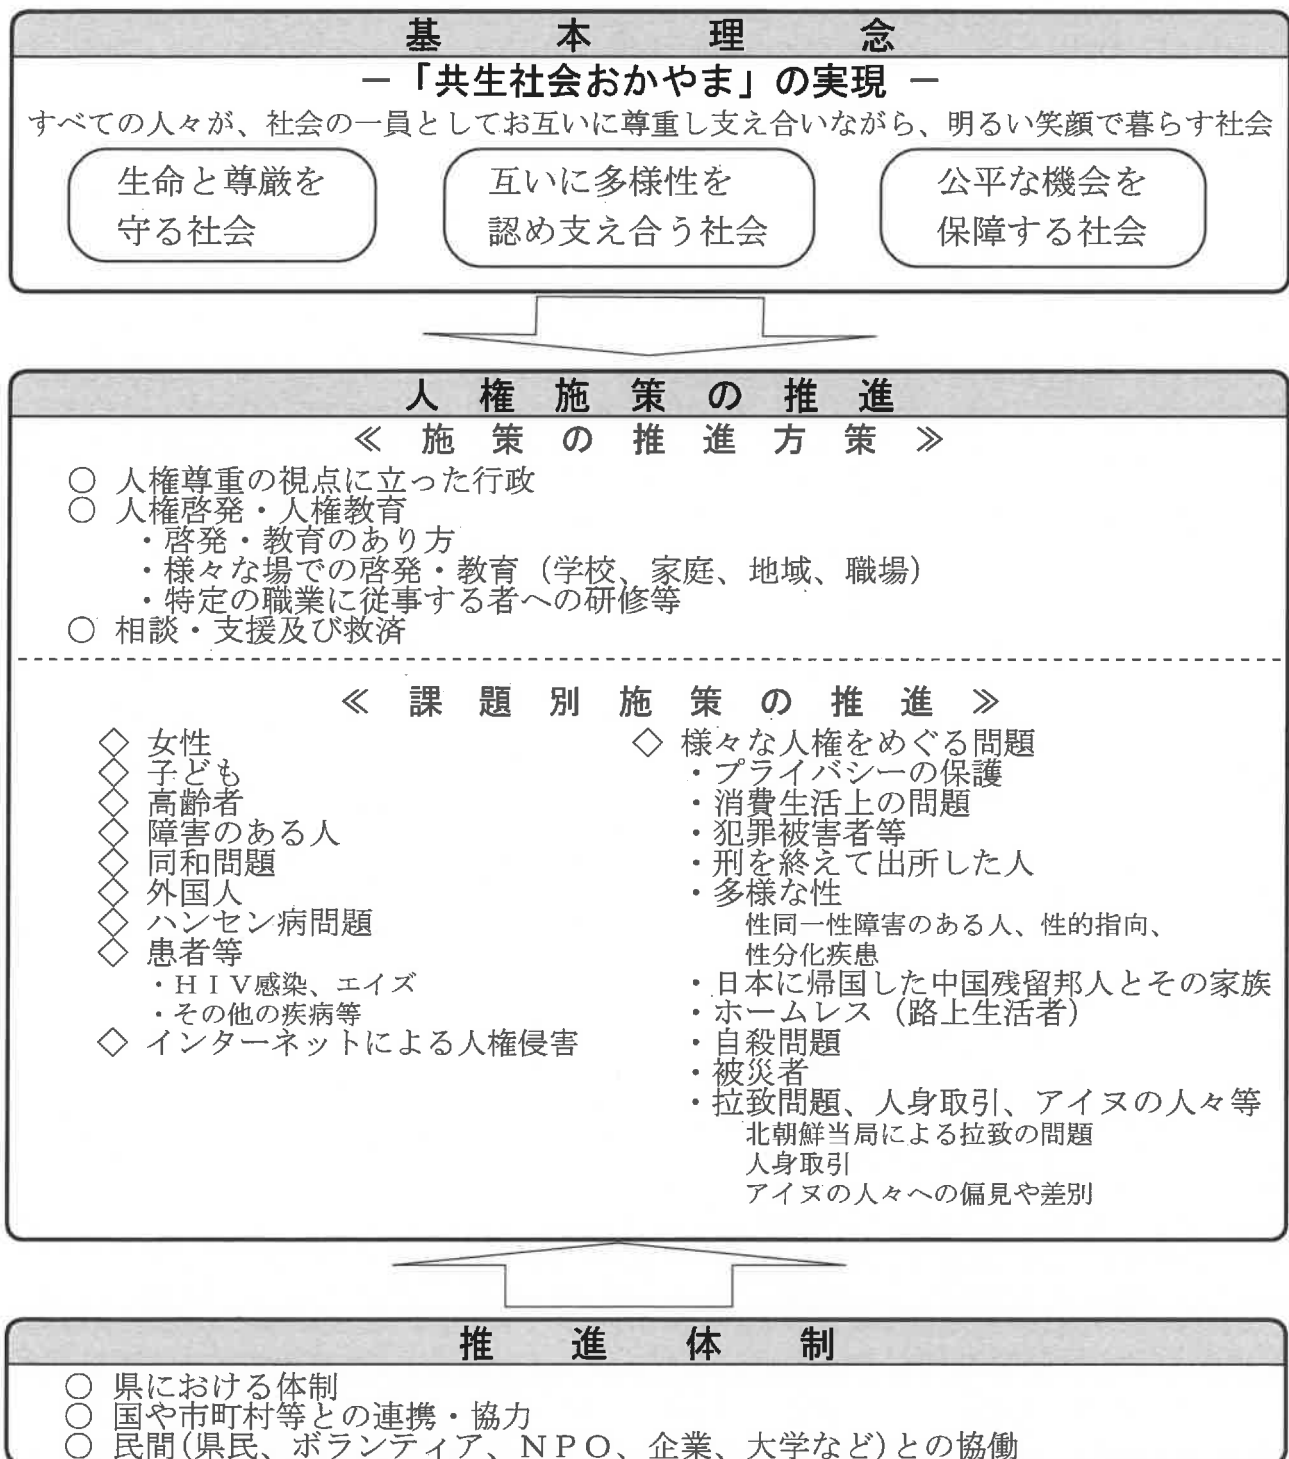 基本理念
－「共生社会おかやま」の実現－
すべての人々が、社会の一員としてお互いに尊重し支え合いながら、明るい笑顔で暮らす社会
生命と尊厳を
守る社会
互いに多様性を
認め支え合う社会
公平な機会を
保障する社会
人権施策の推進
≪施策の推進方策≫
○ 人権尊重の視点に立った行政
○ 人権啓発・人権教育
・啓発・教育のあり方
・様々な場での啓発・教育（学校、家庭、地域、職場）
・特定の職業に従事する者への研修等
○ 相談・支援及び救済
≪課題別施策の推進≫
◇ 女性
◇ 子ども
◇ 高齢者
◇ 障害のある人
◇ 同和問題
◇ 外国人
◇ ハンセン病問題
◇ 患者等
・ＨＩＶ感染、エイズ
・その他の疾病等
◇ インターネットによる人権侵害
◇ 様々な人権をめぐる問題
・プライバシーの保護
・消費生活上の問題
・犯罪被害者等
・刑を終えて出所した人
・多様な性
性同一性障害のある人、性的指向、
性分化疾患
・日本に帰国した中国残留邦人とその家族
・ホームレス（路上生活者）
・自殺問題
・被災者
・拉致問題、人身取引、アイヌの人々等
北朝鮮当局による拉致の問題
人身取引
アイヌの人々への偏見や差別
推進体制
○ 県における体制
○ 国や市町村等との連携・協力
○ 民間(県民、ボランティア、ＮＰＯ、企業、大学など)との協働